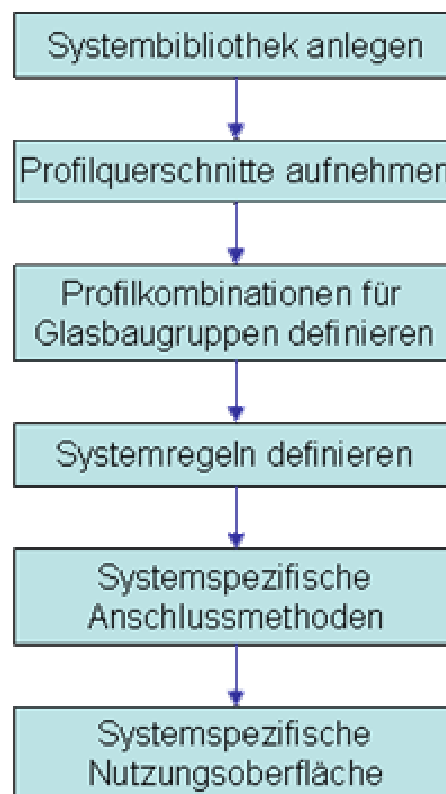 Systembibliothek anlegen
Profilquerschnitte aufnehmen
Profilkombinationen für
Glasbaugruppen definieren
Systemregeln definieren
Systemspezifische
Anschlussmethoden
Systemspezifische
Nutzungsoberfläche